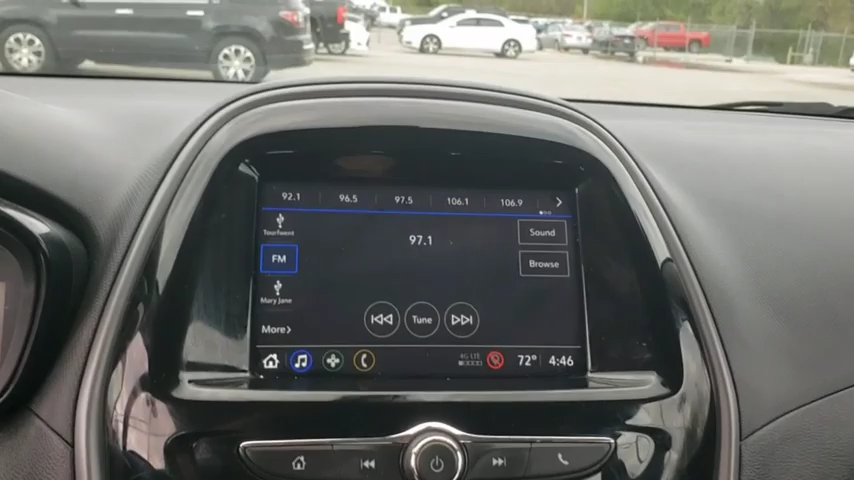 92.1 96.5 97.5 106.1 106.9
97.1
Sound
FM
Browse
Mary Jane
Tune
More
4G LTE
72° 4:46